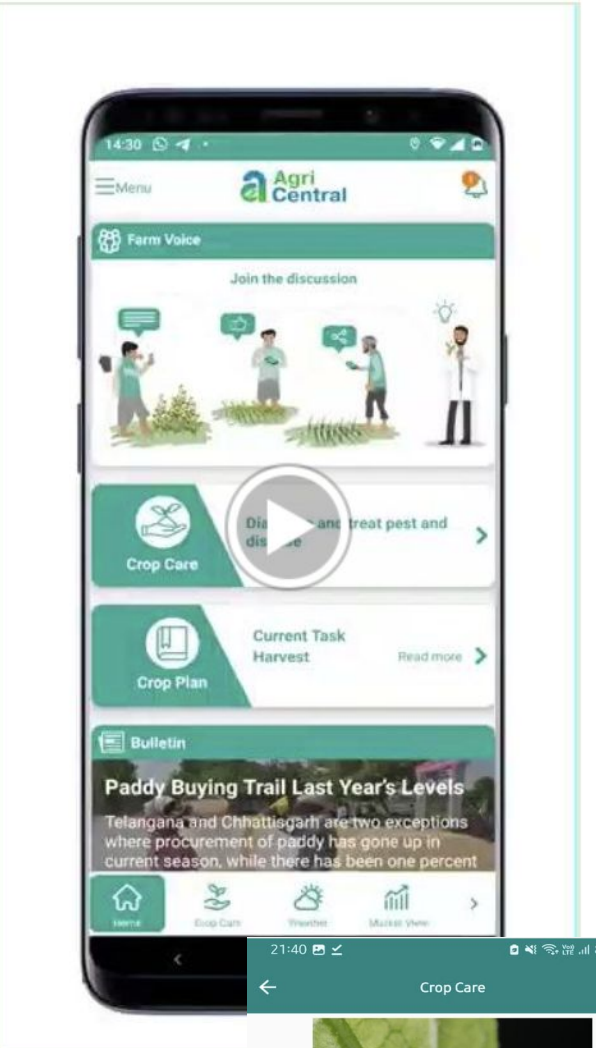 14:30
Menu
Agri
Central
Farm Voice
Join the discussion
Crop Care
and treat pest and
Crop Plan
Current Task
Harvest
Read more
Bulletin
Paddy Buying Trail Last Year's Levels
Telangana and Chhattisgarh are two exceptions
where procurement of paddy has gone up in
current season, while there has been one percent
Home
Crop Care
Weather
Market View
21:40
Crop Care